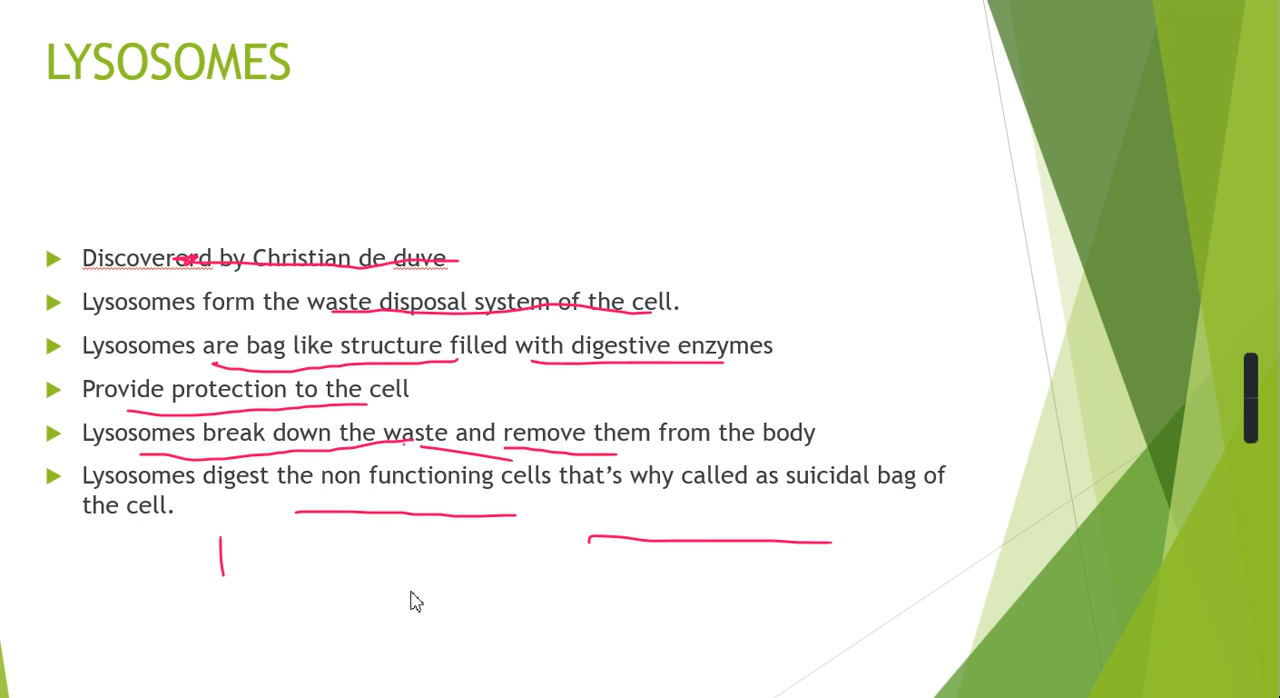 LYSOSOMES
Discovererd by Christian de duve
Lysosomes form the waste disposal system of the cell.
Lysosomes are bag like structure filled with digestive enzymes
Provide protection to the cell
Lysosomes break down the waste and remove them from the body
Lysosomes digest the non functioning cells that’s why called as suicidal bag of
the cell.